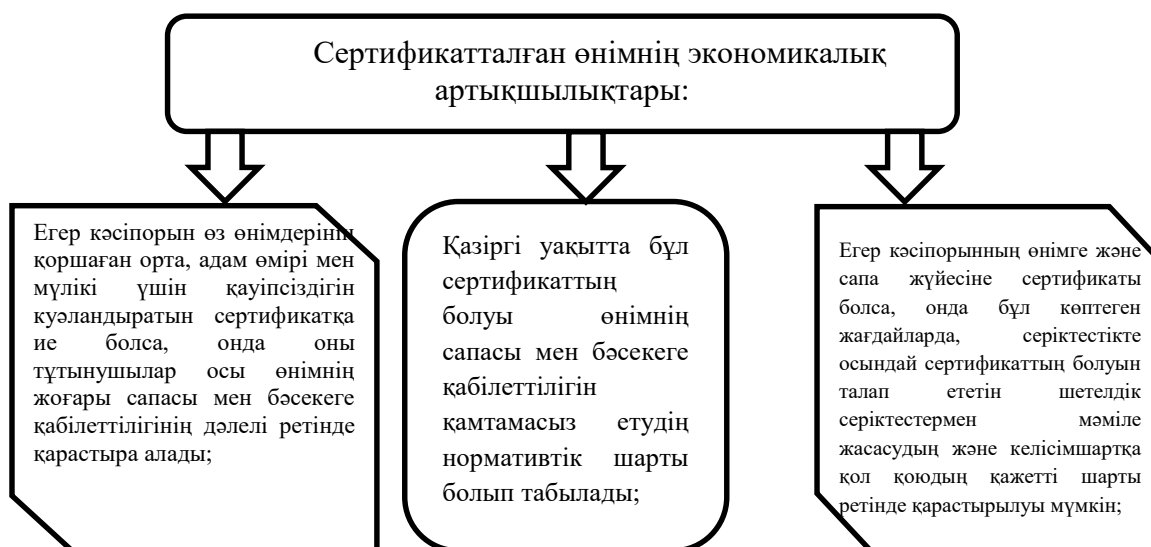 Сертификатталған өнімнің экономикалық
артықшылықтары:
Егер кәсіпорын өз өнімдерінің
қоршаған орта, адам өмірі мен
мүлікі үшін қауіпсіздігін
куәландыратын сертификатқа
ие болса, онда оны
тұтынушылар осы өнімнің
жоғары сапасы мен бәсекеге
қабілеттілігінің дәлелі ретінде
қарастыра алады;
Қазіргі уақытта бұл
сертификаттың
болуы өнімнің
сапасы мен бәсекеге
қабілеттілігін
қамтамасыз етудің
нормативтік шарты
болып табылады;
Егер кәсіпорынның өнімге және
сапа жүйесіне сертификаты
болса, онда бұл көптеген
жағдайларда, серіктестікте
осындай сертификаттың болуын
талап ететін шетелдік
серіктестермен мәміле
жасасудың және келісімшартқа
қол қоюдың қажетті шарты
ретінде қарастырылуы мүмкін;